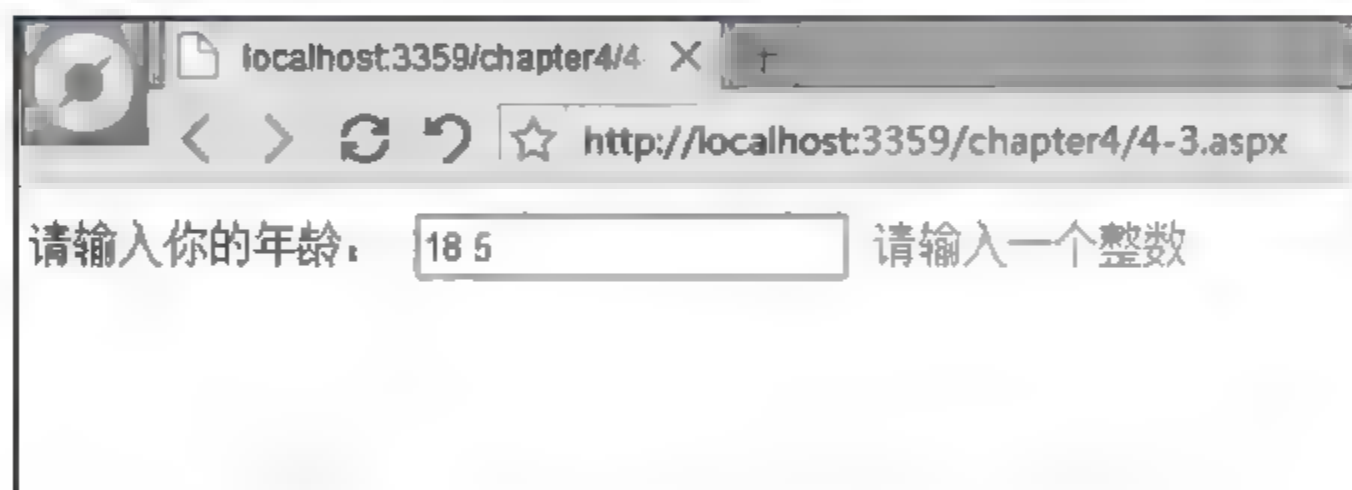 localhost:3359/chapter4/4
http://localhost:3359/chapter4/4-3.aspx
请输入你的年龄: 18 5 请输入一个整数